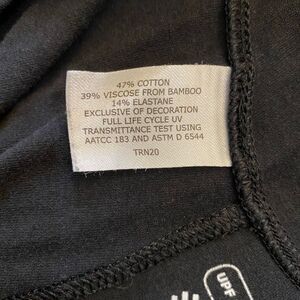 47% COTTON
39% VISCOSE FROM BAMBOO
14% ELASTANE
EXCLUSIVE OF DECORATION
FULL LIFE CYCLE UV
TRANSMITTANCE TEST USING
AATCC 183 AND ASTM D 6544
TRN20
UPF